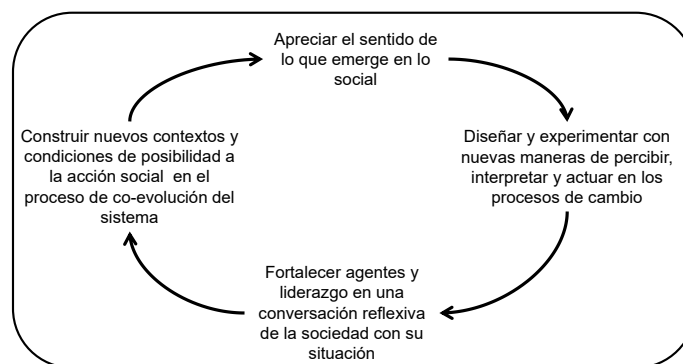 Apreciar el sentido de
lo que emerge en lo
social
Diseñar y experimentar con
nuevas maneras de percibir,
interpretar y actuar en los
procesos de cambio
Fortalecer agentes y
liderazgo en una
conversación reflexiva
de la sociedad con su
situación
Construir nuevos contextos y
condiciones de posibilidad a
la acción social en el
proceso de co-evolución del
sistema